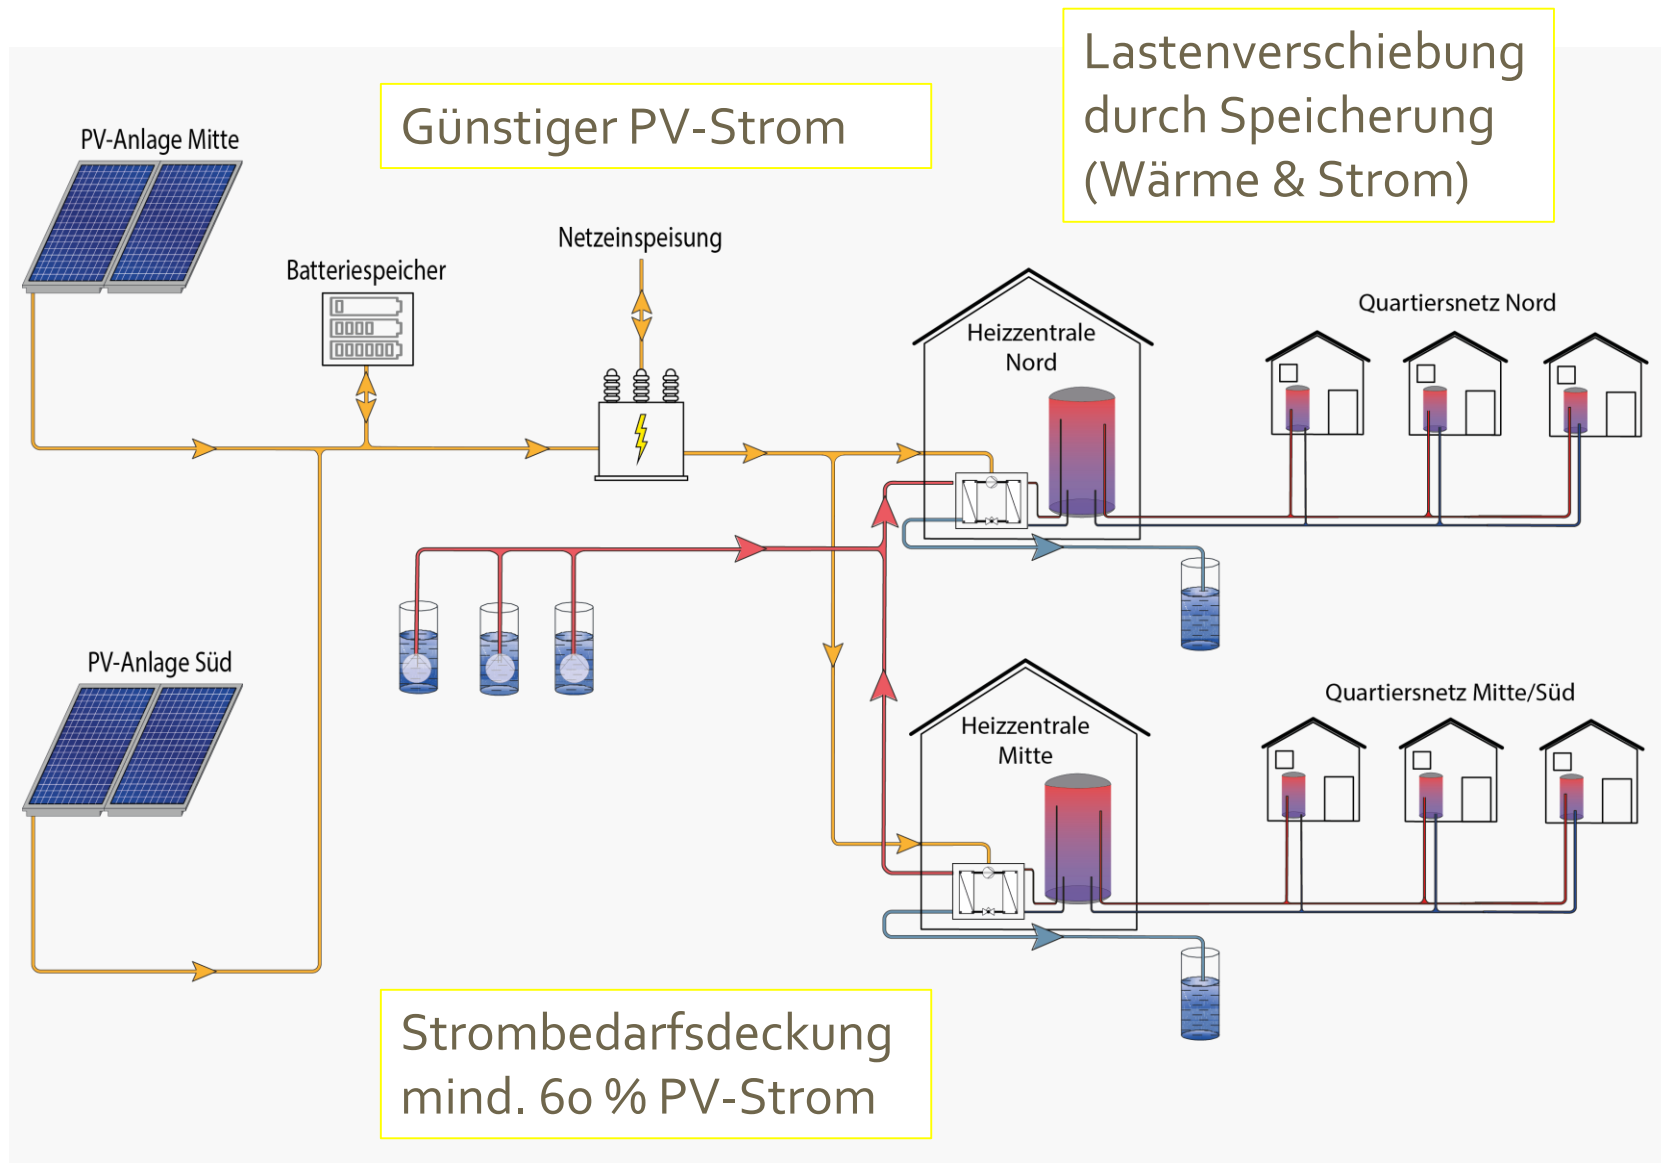 Lastenverschiebung
durch Speicherung
(Wärme & Strom)
Günstiger PV-Strom
PV-Anlage Mitte
Netzeinspeisung
Batteriespeicher
Heizzentrale
Nord
Quartiersnetz Nord
PV-Anlage Süd
Heizzentrale
Mitte
Quartiersnetz Mitte/Süd
Strombedarfsdeckung
mind. 60 % PV-Strom